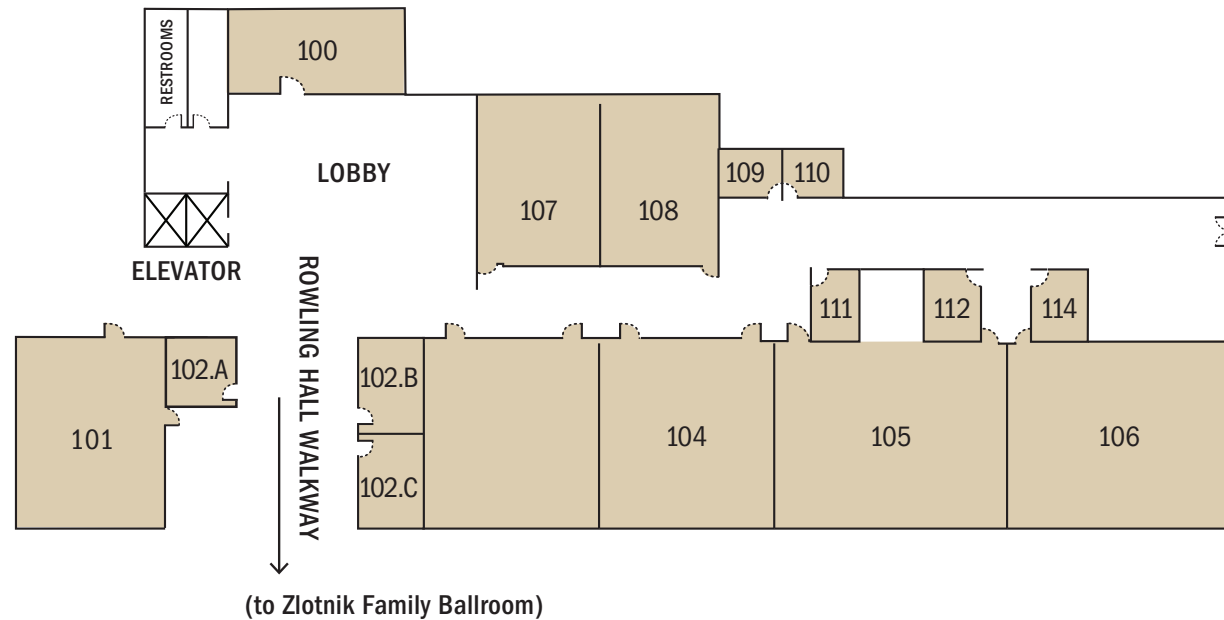 RESTROOMS
100
LOBBY
109
110
107
108
ELEVATOR
ROWLING HALL WALKWAY
111
112
114
102.A
102.B
101
104
105
106
102.C
(to Zlotnik Family Ballroom)